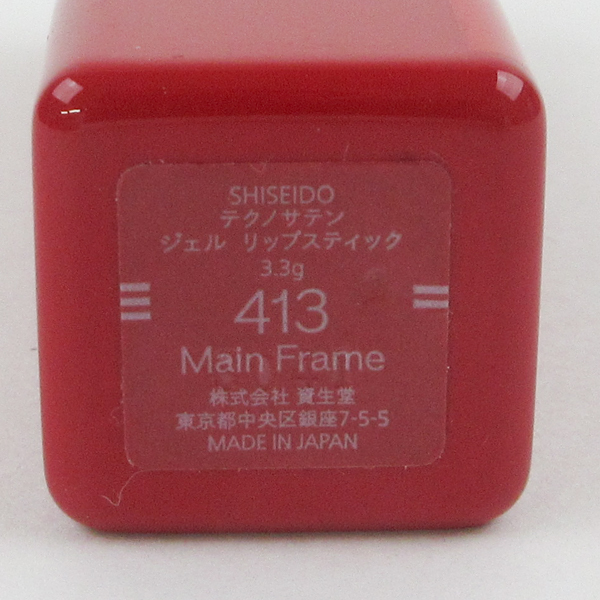 SHISEIDO
テクノサテン
ジェル リップスティック
3.3g
413
Main Frame
株式会社 資生堂
東京都中央区銀座7-5-5
MADE IN JAPAN